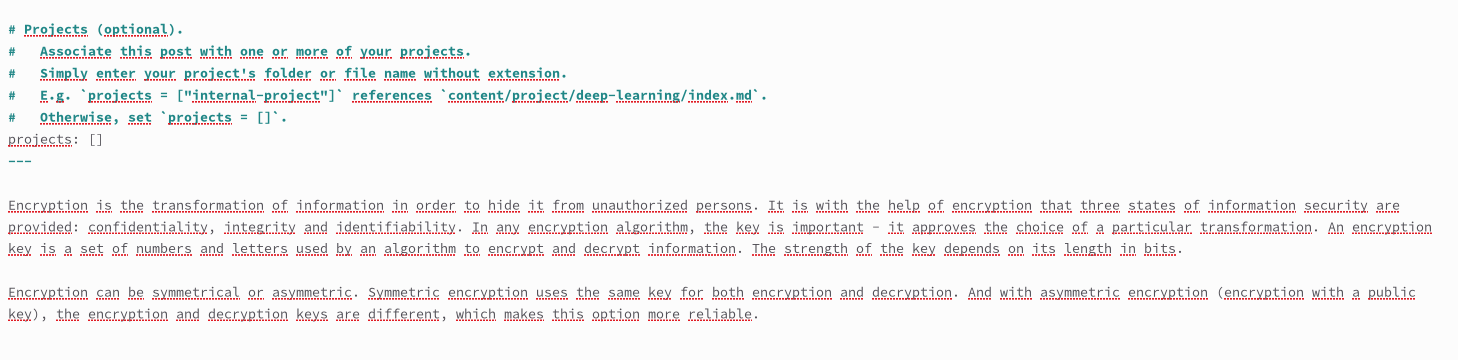 # Projects (optional).
#   Associate this post with one or more of your projects.
#   Simply enter your project's folder or file name without extension.
#   E.g. `projects = ["internal-project"]` references `content/project/deep-learning/index.md`.
#   Otherwise, set `projects = []`.
projects: []
---
Encryption is the transformation of information in order to hide it from unauthorized persons. It is with the help of encryption that three states of information security are
provided: confidentiality, integrity and identifiability. In any encryption algorithm, the key is important – it approves the choice of a particular transformation. An encryption
key is a set of numbers and letters used by an algorithm to encrypt and decrypt information. The strength of the key depends on its length in bits.
Encryption can be symmetrical or asymmetric. Symmetric encryption uses the same key for both encryption and decryption. And with asymmetric encryption (encryption with a public
key), the encryption and decryption keys are different, which makes this option more reliable.